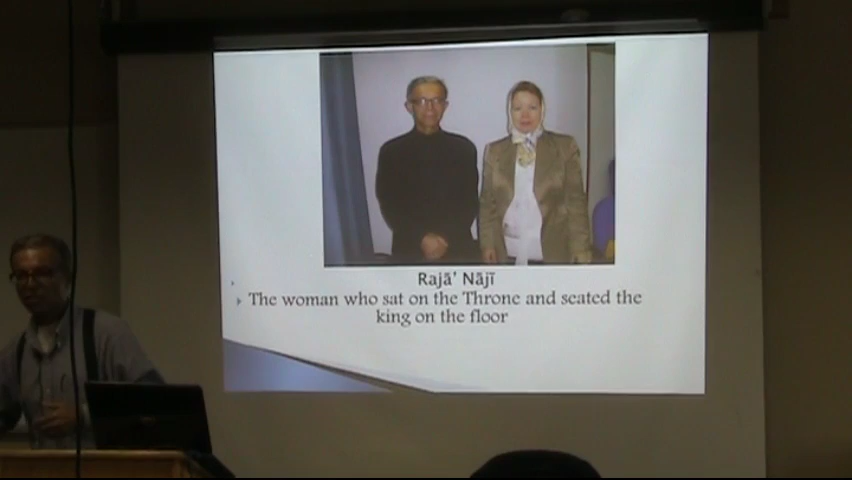 Rajā' Nājī
The woman who sat on the Throne and seated the
king on the floor